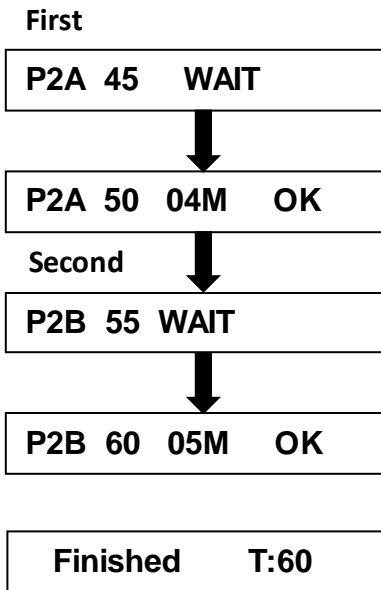 First
P2A 45 WAIT
P2A 50 04M OK
Second
P2B 55 WAIT
P2B 60 05M OK
Finished T:60